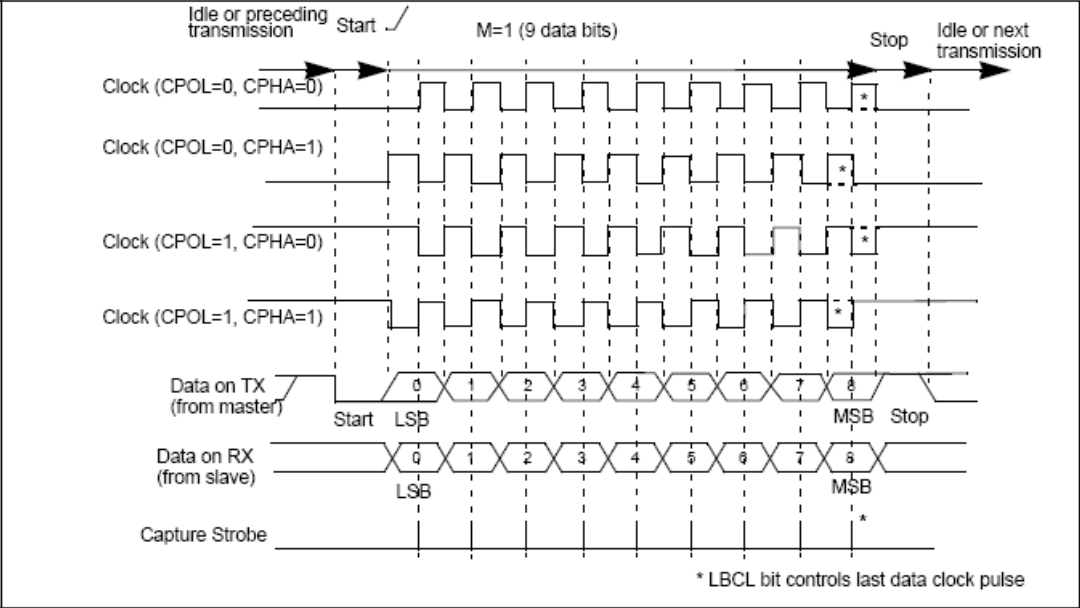 Idle or preceding
transmission
Start
M=1 (9 data bits)
Stop
Idle or next
transmission
Clock (CPOL=0, CPHA=0)
*
Clock (CPOL=0, CPHA=1)
*
Clock (CPOL=1, CPHA=0)
*
Clock (CPOL=1, CPHA=1)
*
Data on TX
(from master)
0 1 2 3 4 5 6 7 8
Start LSB MSB Stop
Data on RX
(from slave)
0 1 2 3 4 5 6 7 8
LSB MSB
Capture Strobe
*
* LBCL bit controls last data clock pulse